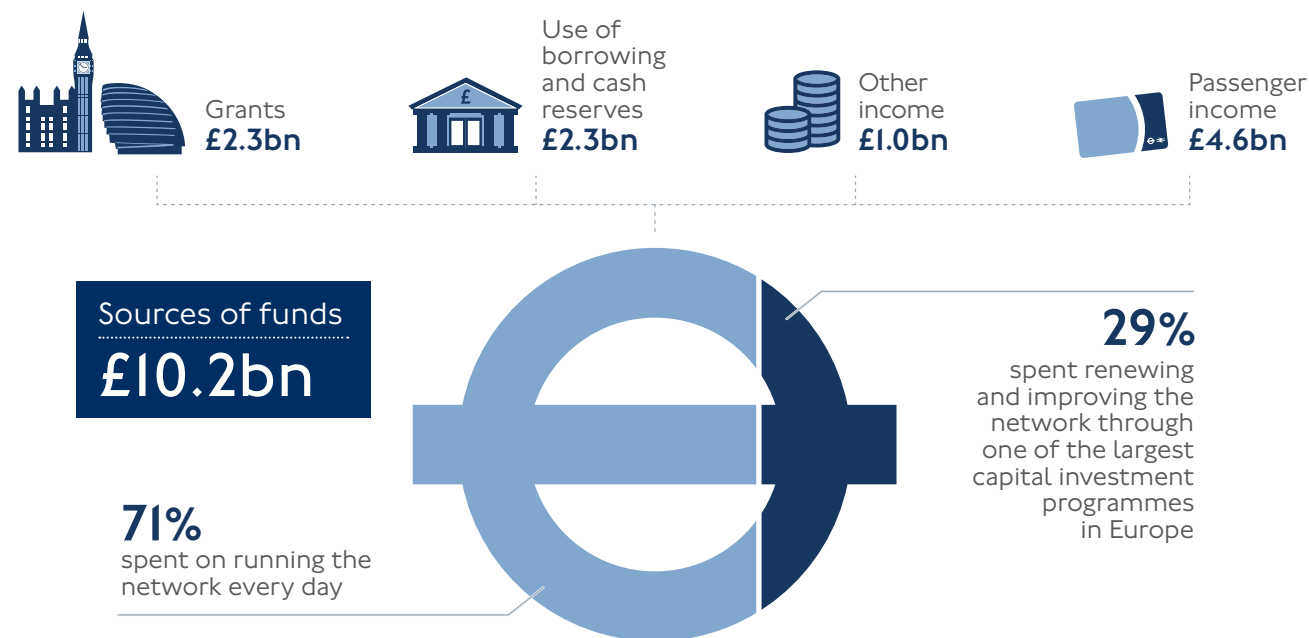 Grants
£2.3bn
Use of
borrowing
and cash
reserves
£2.3bn
Other
income
£1.0bn
Passenger
income
£4.6bn
£
Sources of funds
£10.2bn
29%
spent renewing
and improving the
network through
one of the largest
capital investment
programmes
in Europe
71%
spent on running the
network every day